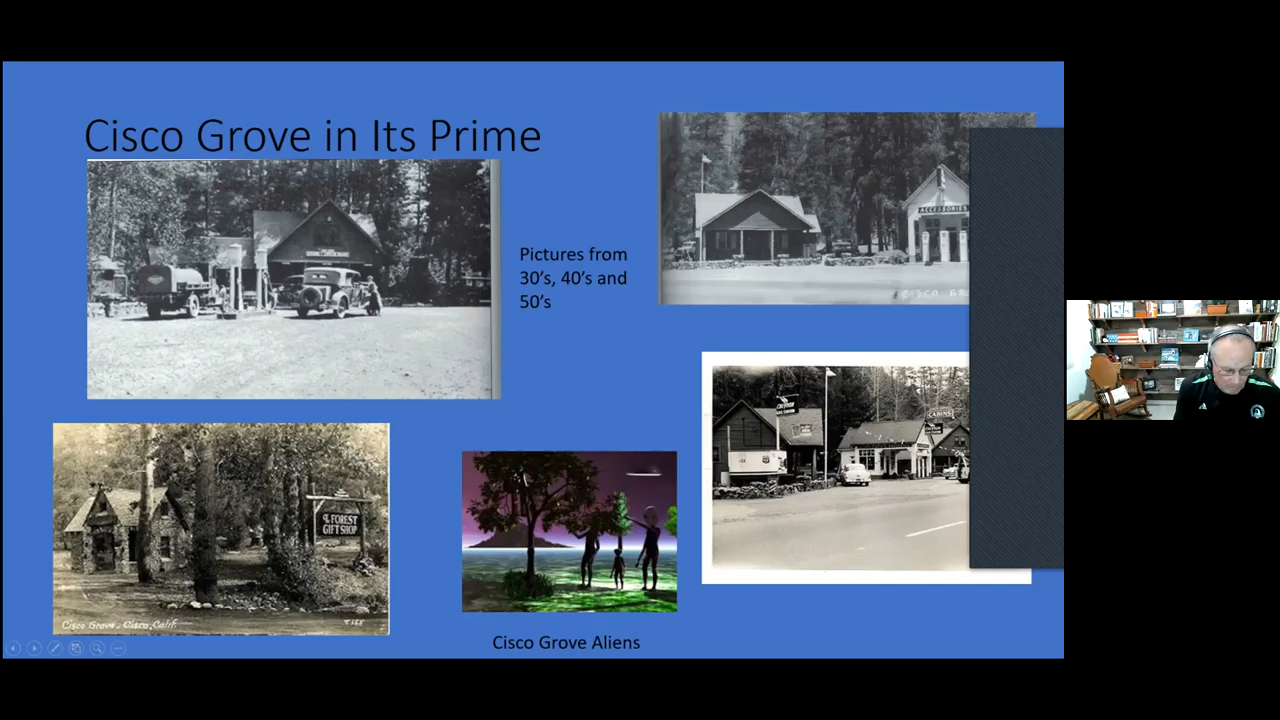 Cisco Grove in Its Prime
Pictures from
30's, 40's and
50's
ACCESSORIES
CABINS
FOREST
GIFT SHOP
Cisco Grove - Cisco, Calif.
Cisco Grove Aliens